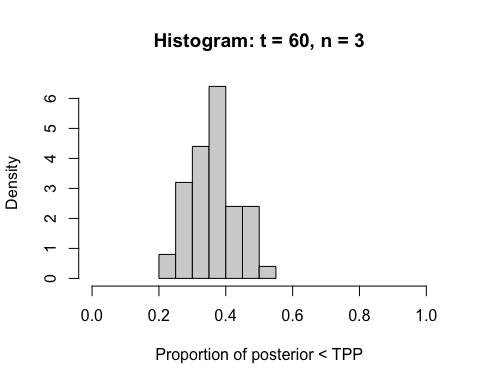 Histogram: t = 60, n = 3
Density
6
5
4
3
2
1
0
0.0 0.2 0.4 0.6 0.8 1.0
Proportion of posterior < TPP